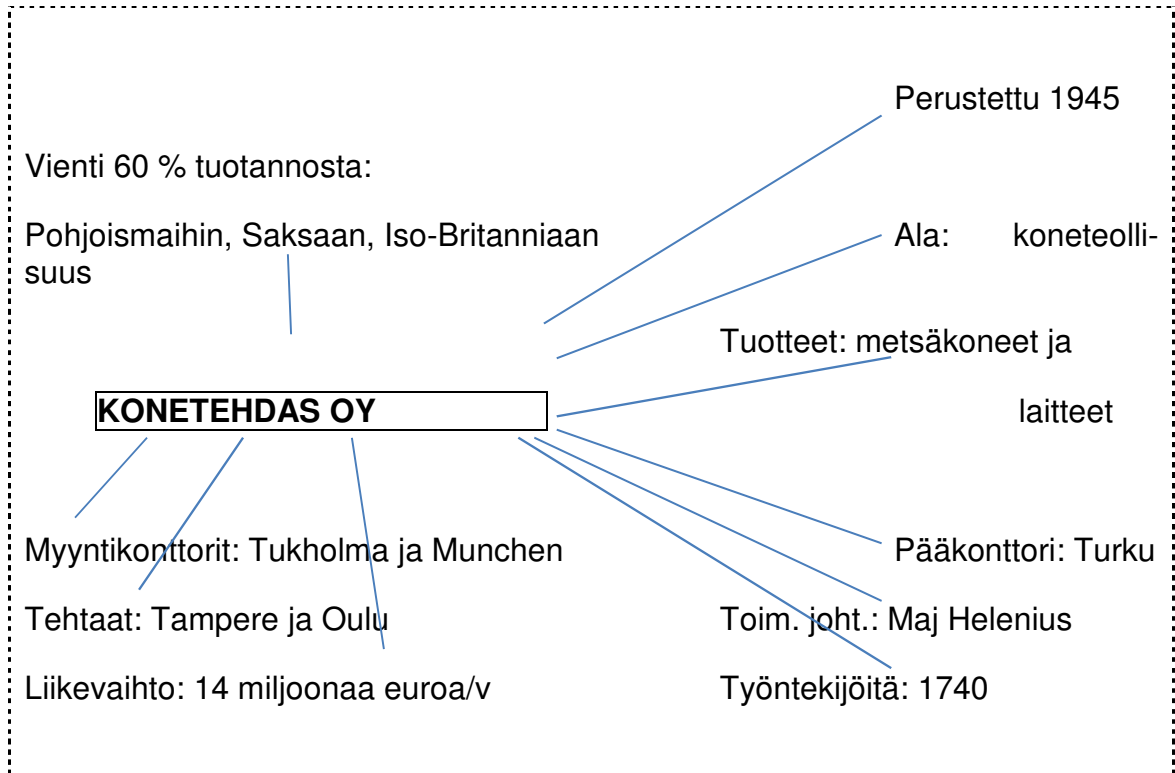 Perustettu 1945
Vienti 60 % tuotannosta:
Pohjoismaihin, Saksaan, Iso-Britanniaan Ala: koneteolli-
suus
Tuotteet: metsäkoneet ja
KONETEHDAS OY laitteet
Myyntikonttorit: Tukholma ja Munchen Pääkonttori: Turku
Tehtaat: Tampere ja Oulu Toim. joht.: Maj Helenius
Liikevaihto: 14 miljoonaa euroa/v Työntekijöitä: 1740